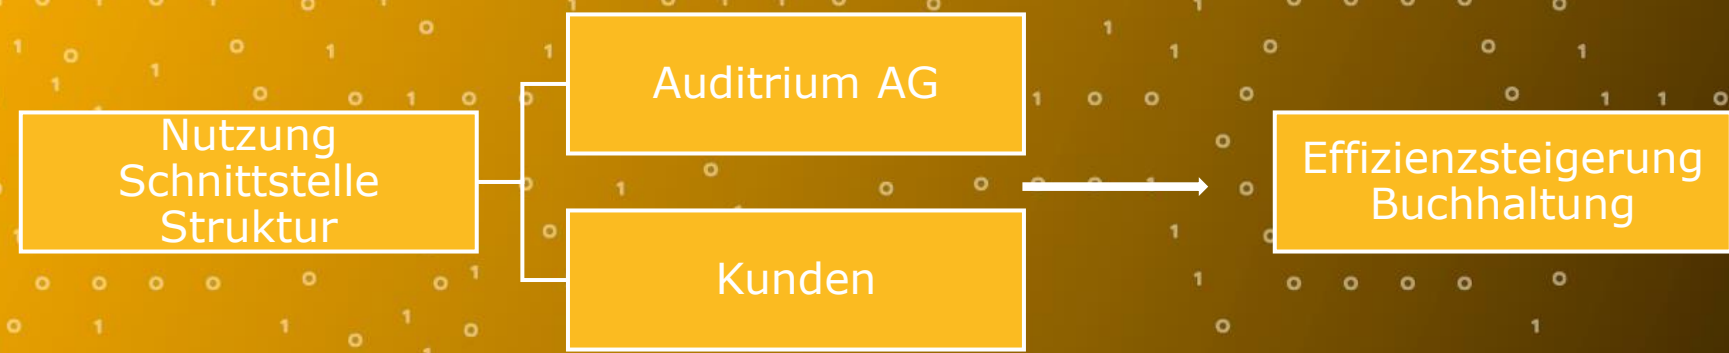 Nutzung
Schnittstelle
Struktur
Auditrium AG
Kunden
Effizienzsteigerung
Buchhaltung